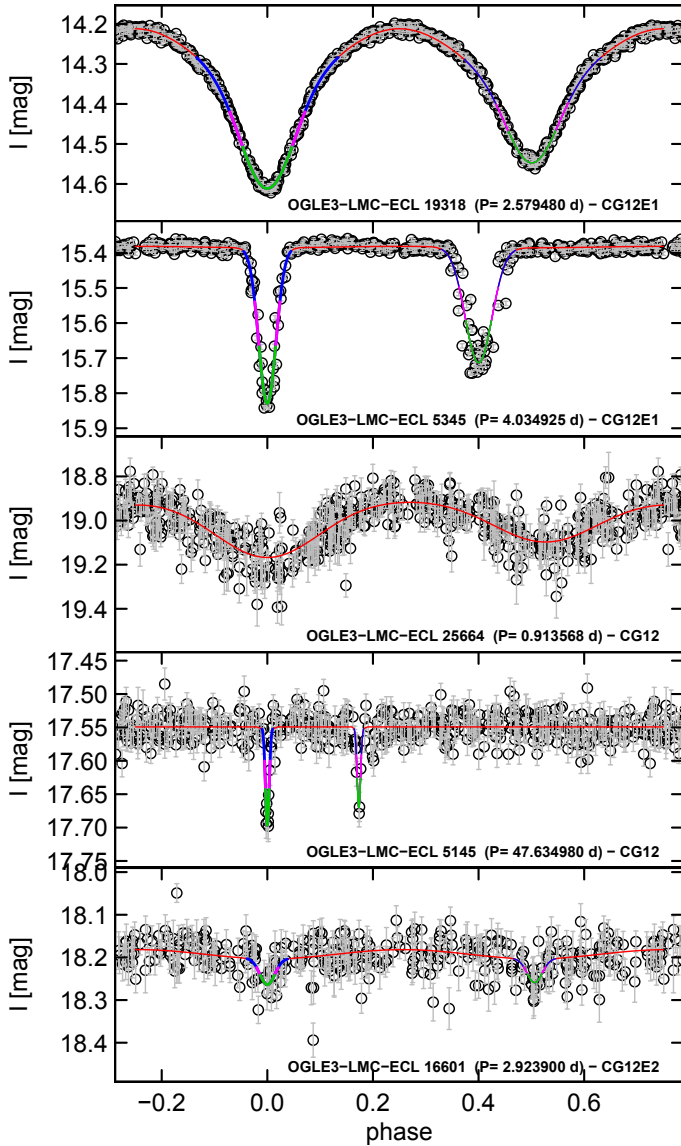 14.2
14.3
14.4
14.5
14.6
I [mag]
OGLE3−LMC−ECL 19318 (P= 2.579480 d) − CG12E1
15.4
15.5
15.6
15.7
15.8
15.9
I [mag]
OGLE3−LMC−ECL 5345 (P= 4.034925 d) − CG12E1
18.8
19.0
19.2
19.4
I [mag]
OGLE3−LMC−ECL 25664 (P= 0.913568 d) − CG12
17.45
17.50
17.55
17.60
17.65
17.70
17.75
I [mag]
OGLE3−LMC−ECL 5145 (P= 47.634980 d) − CG12
18.0
18.1
18.2
18.3
18.4
I [mag]
OGLE3−LMC−ECL 16601 (P= 2.923900 d) − CG12E2
−0.2 0.0 0.2 0.4 0.6
phase